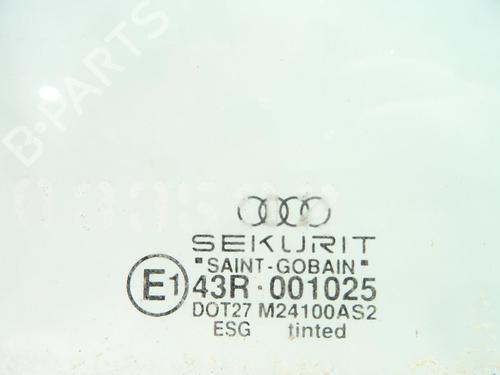 B-PARTS
SEKURIT
"SAINT-GOBAIN"
E1 43R·001025
DOT27 M24100AS2
ESG tinted